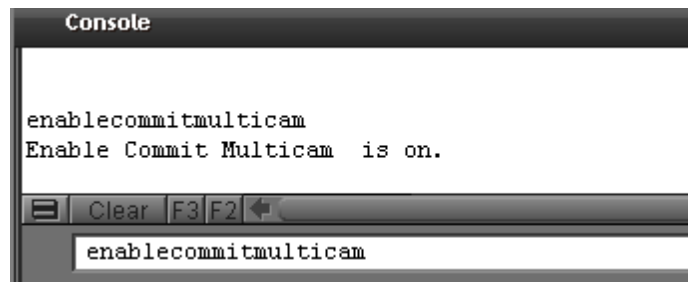 Console
enablecommitmulticam
Enable Commit Multicam  is on.
Clear F3 F2
enablecommitmulticam